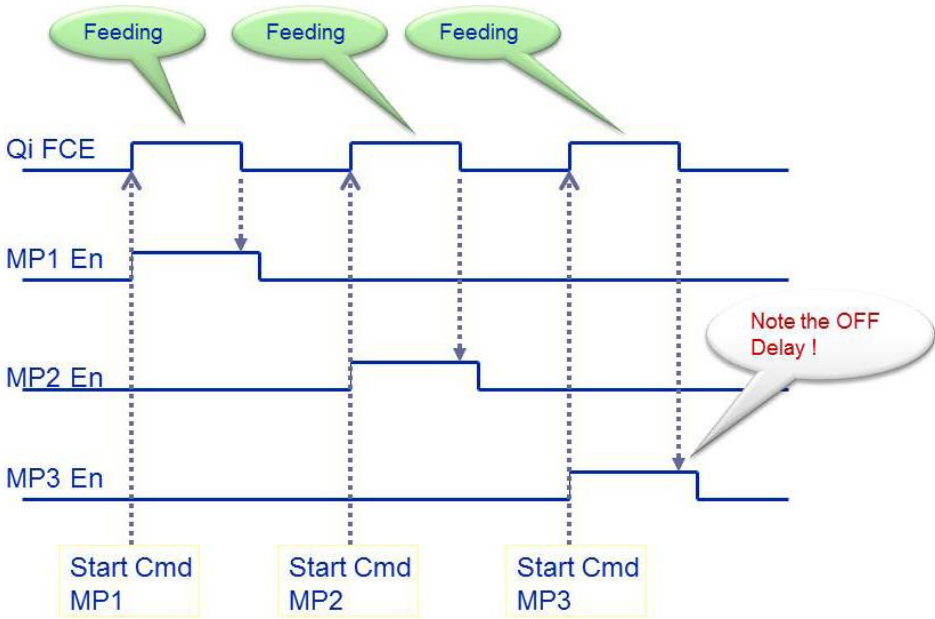 Feeding
Feeding
Feeding
Qi FCE
MP1 En
Note the OFF
Delay !
MP2 En
MP3 En
Start Cmd
MP1
Start Cmd
MP2
Start Cmd
MP3